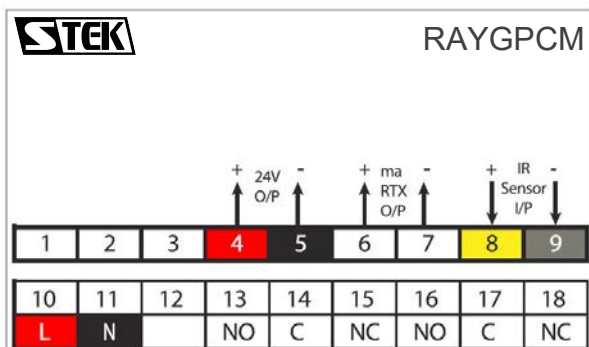 STEK RAYGPCM
+ 24V - + ma - + IR -
O/P RTX Sensor
O/P I/P
1 2 3 4 5 6 7 8 9
10 11 12 13 14 15 16 17 18
L N NO C NC NO C NC